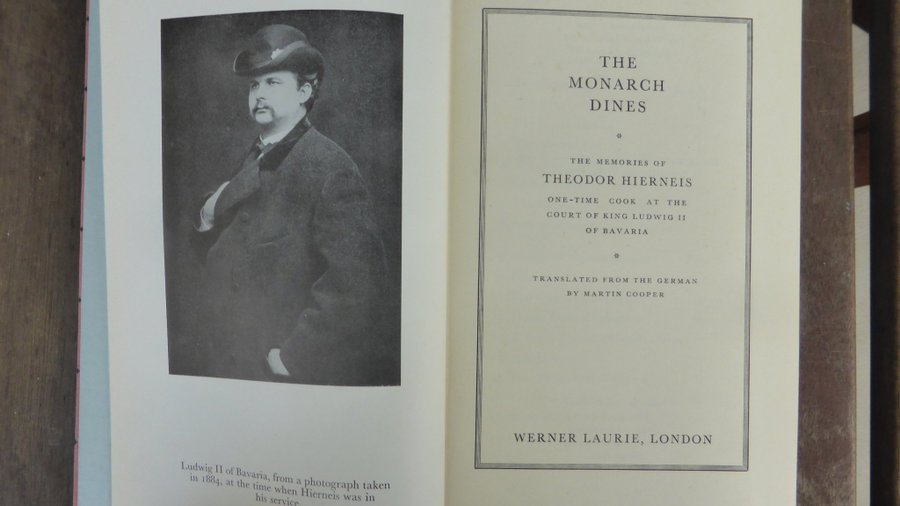 Ludwig II of Bavaria, from a photograph taken
in 1884, at the time when Hierneis was in
his service
THE
MONARCH
DINES
*
THE MEMORIES OF
THEODOR HIERNEIS
ONE-TIME COOK AT THE
COURT OF KING LUDWIG II
OF BAVARIA
*
TRANSLATED FROM THE GERMAN
BY MARTIN COOPER
WERNER LAURIE, LONDON